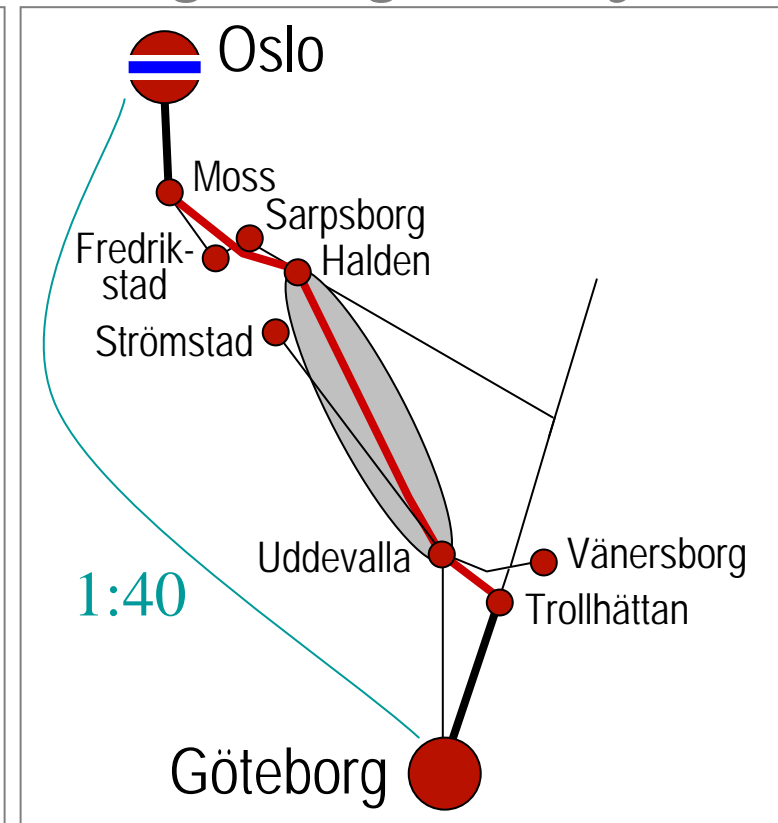 Oslo
Moss
Sarpsborg
Fredrik-
stad
Halden
Strömstad
Uddevalla
Vänersborg
1:40
Trollhättan
Göteborg